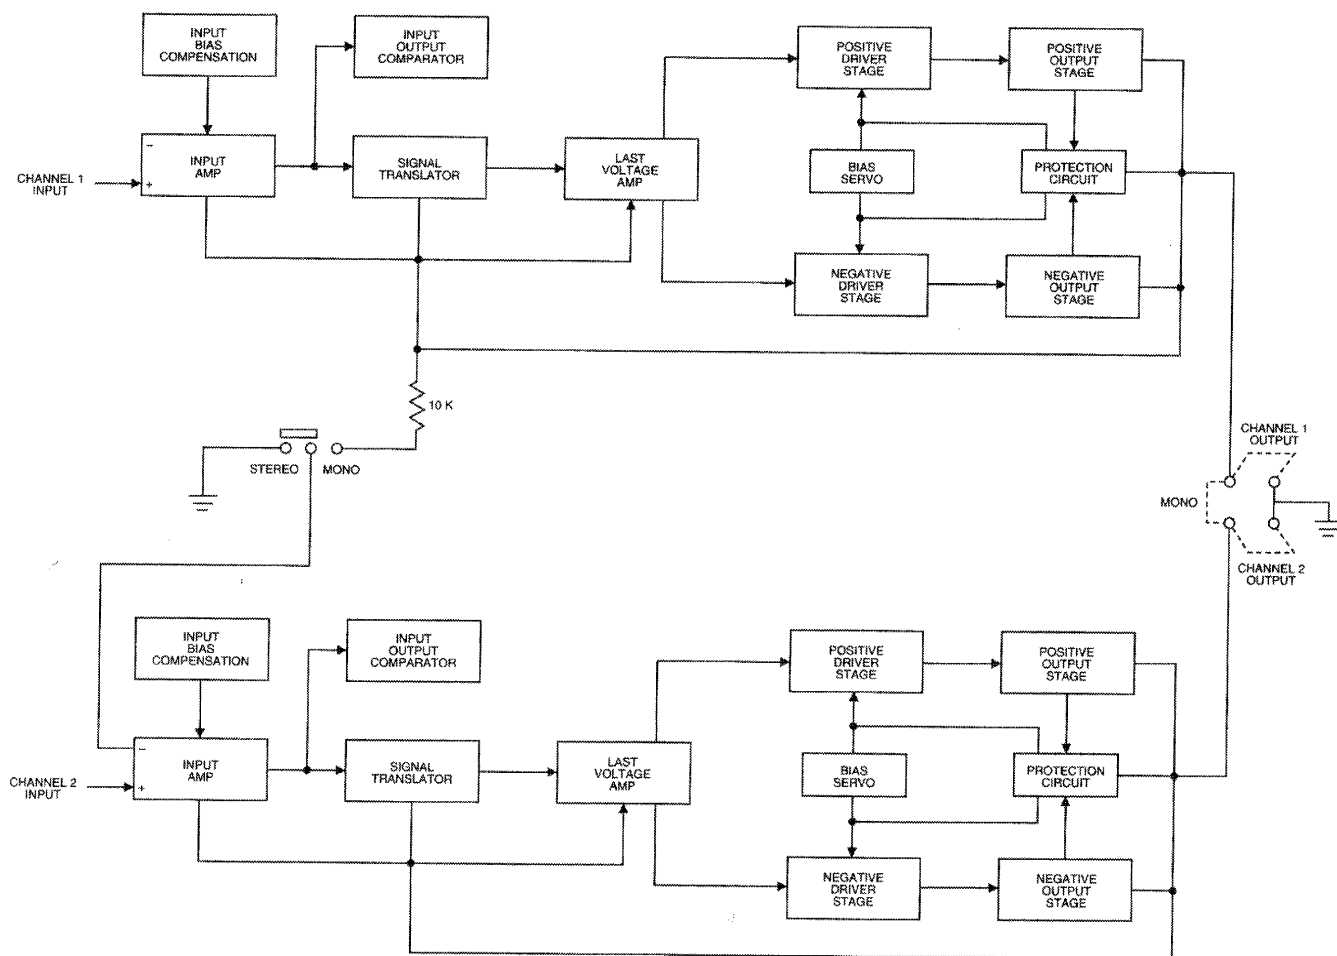 INPUT
BIAS
COMPENSATION
INPUT
OUTPUT
COMPARATOR
POSITIVE
DRIVER
STAGE
POSITIVE
OUTPUT
STAGE
CHANNEL 1
INPUT
−
+
INPUT
AMP
SIGNAL
TRANSLATOR
LAST
VOLTAGE
AMP
BIAS
SERVO
PROTECTION
CIRCUIT
NEGATIVE
DRIVER
STAGE
NEGATIVE
OUTPUT
STAGE
10 K
STEREO
MONO
CHANNEL 1
OUTPUT
MONO
CHANNEL 2
OUTPUT
INPUT
BIAS
COMPENSATION
INPUT
OUTPUT
COMPARATOR
POSITIVE
DRIVER
STAGE
POSITIVE
OUTPUT
STAGE
CHANNEL 2
INPUT
−
+
INPUT
AMP
SIGNAL
TRANSLATOR
LAST
VOLTAGE
AMP
BIAS
SERVO
PROTECTION
CIRCUIT
NEGATIVE
DRIVER
STAGE
NEGATIVE
OUTPUT
STAGE